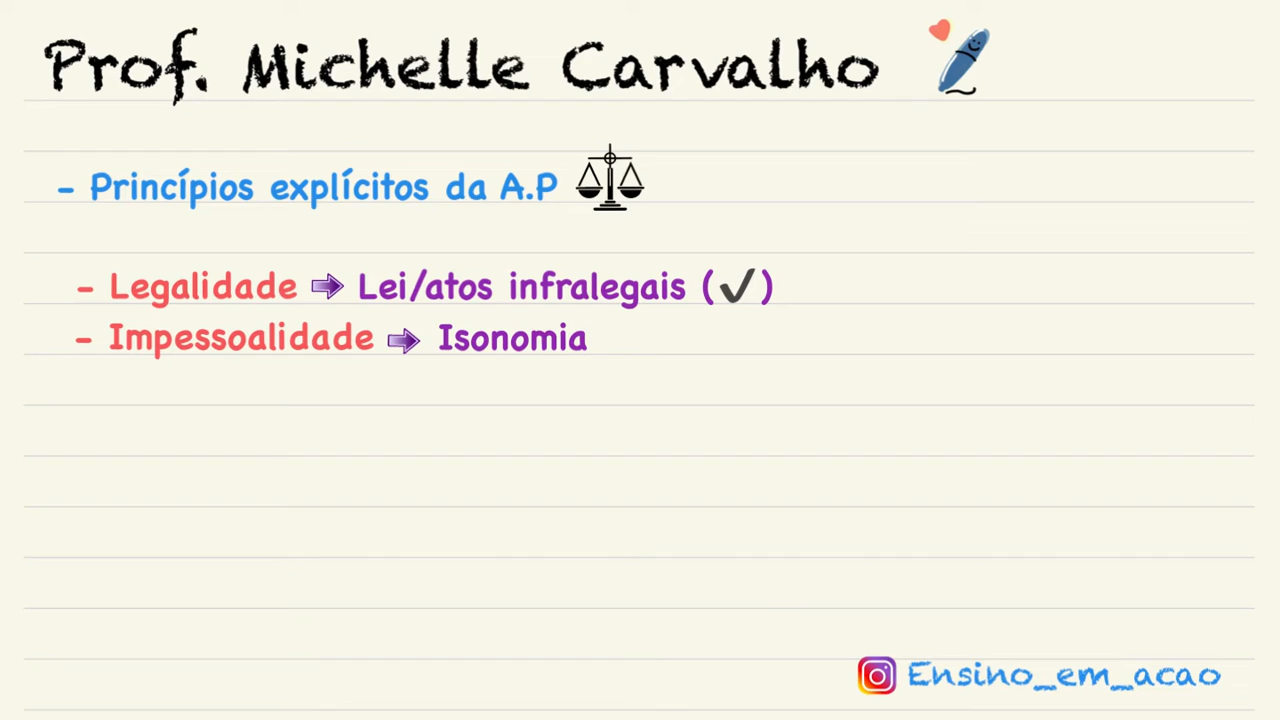 Prof. Michelle Carvalho
- Princípios explícitos da A.P
- Legalidade ➡ Lei/atos infralegais (✓)
- Impessoalidade ➡ Isonomia
Ensino_em_acao